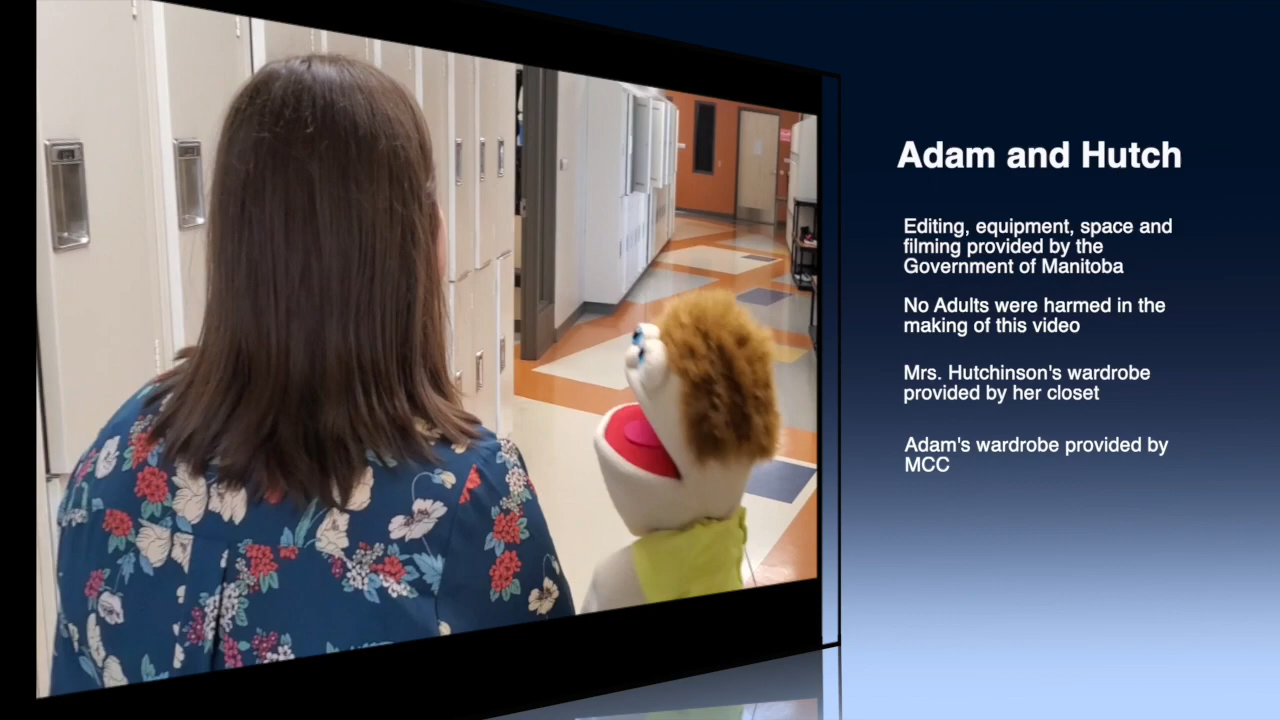 Adam and Hutch
Editing, equipment, space and
filming provided by the
Government of Manitoba
No Adults were harmed in the
making of this video
Mrs. Hutchinson's wardrobe
provided by her closet
Adam's wardrobe provided by
MCC